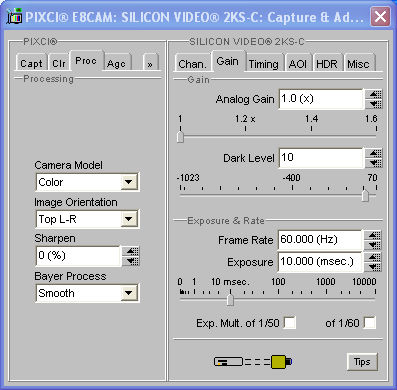 PIXCI® E8CAM: SILICON VIDEO® 2KS-C: Capture & Ad...
PIXCI®
Capt Clr Proc Agc »
Processing
Camera Model
Color
Image Orientation
Top L-R
Sharpen
0 (%)
Bayer Process
Smooth
SILICON VIDEO® 2KS-C
Chan. Gain Timing AOI HDR Misc
Gain
Analog Gain 1.0 (x)
1 1.2 x 1.4 1.6
Dark Level 10
-1023 -400 70
Exposure & Rate
Frame Rate 60.000 (Hz)
Exposure 10.000 (msec.)
0 1 10 msec. 100 1000 10000
Exp. Mult. of 1/50 of 1/60
Tips